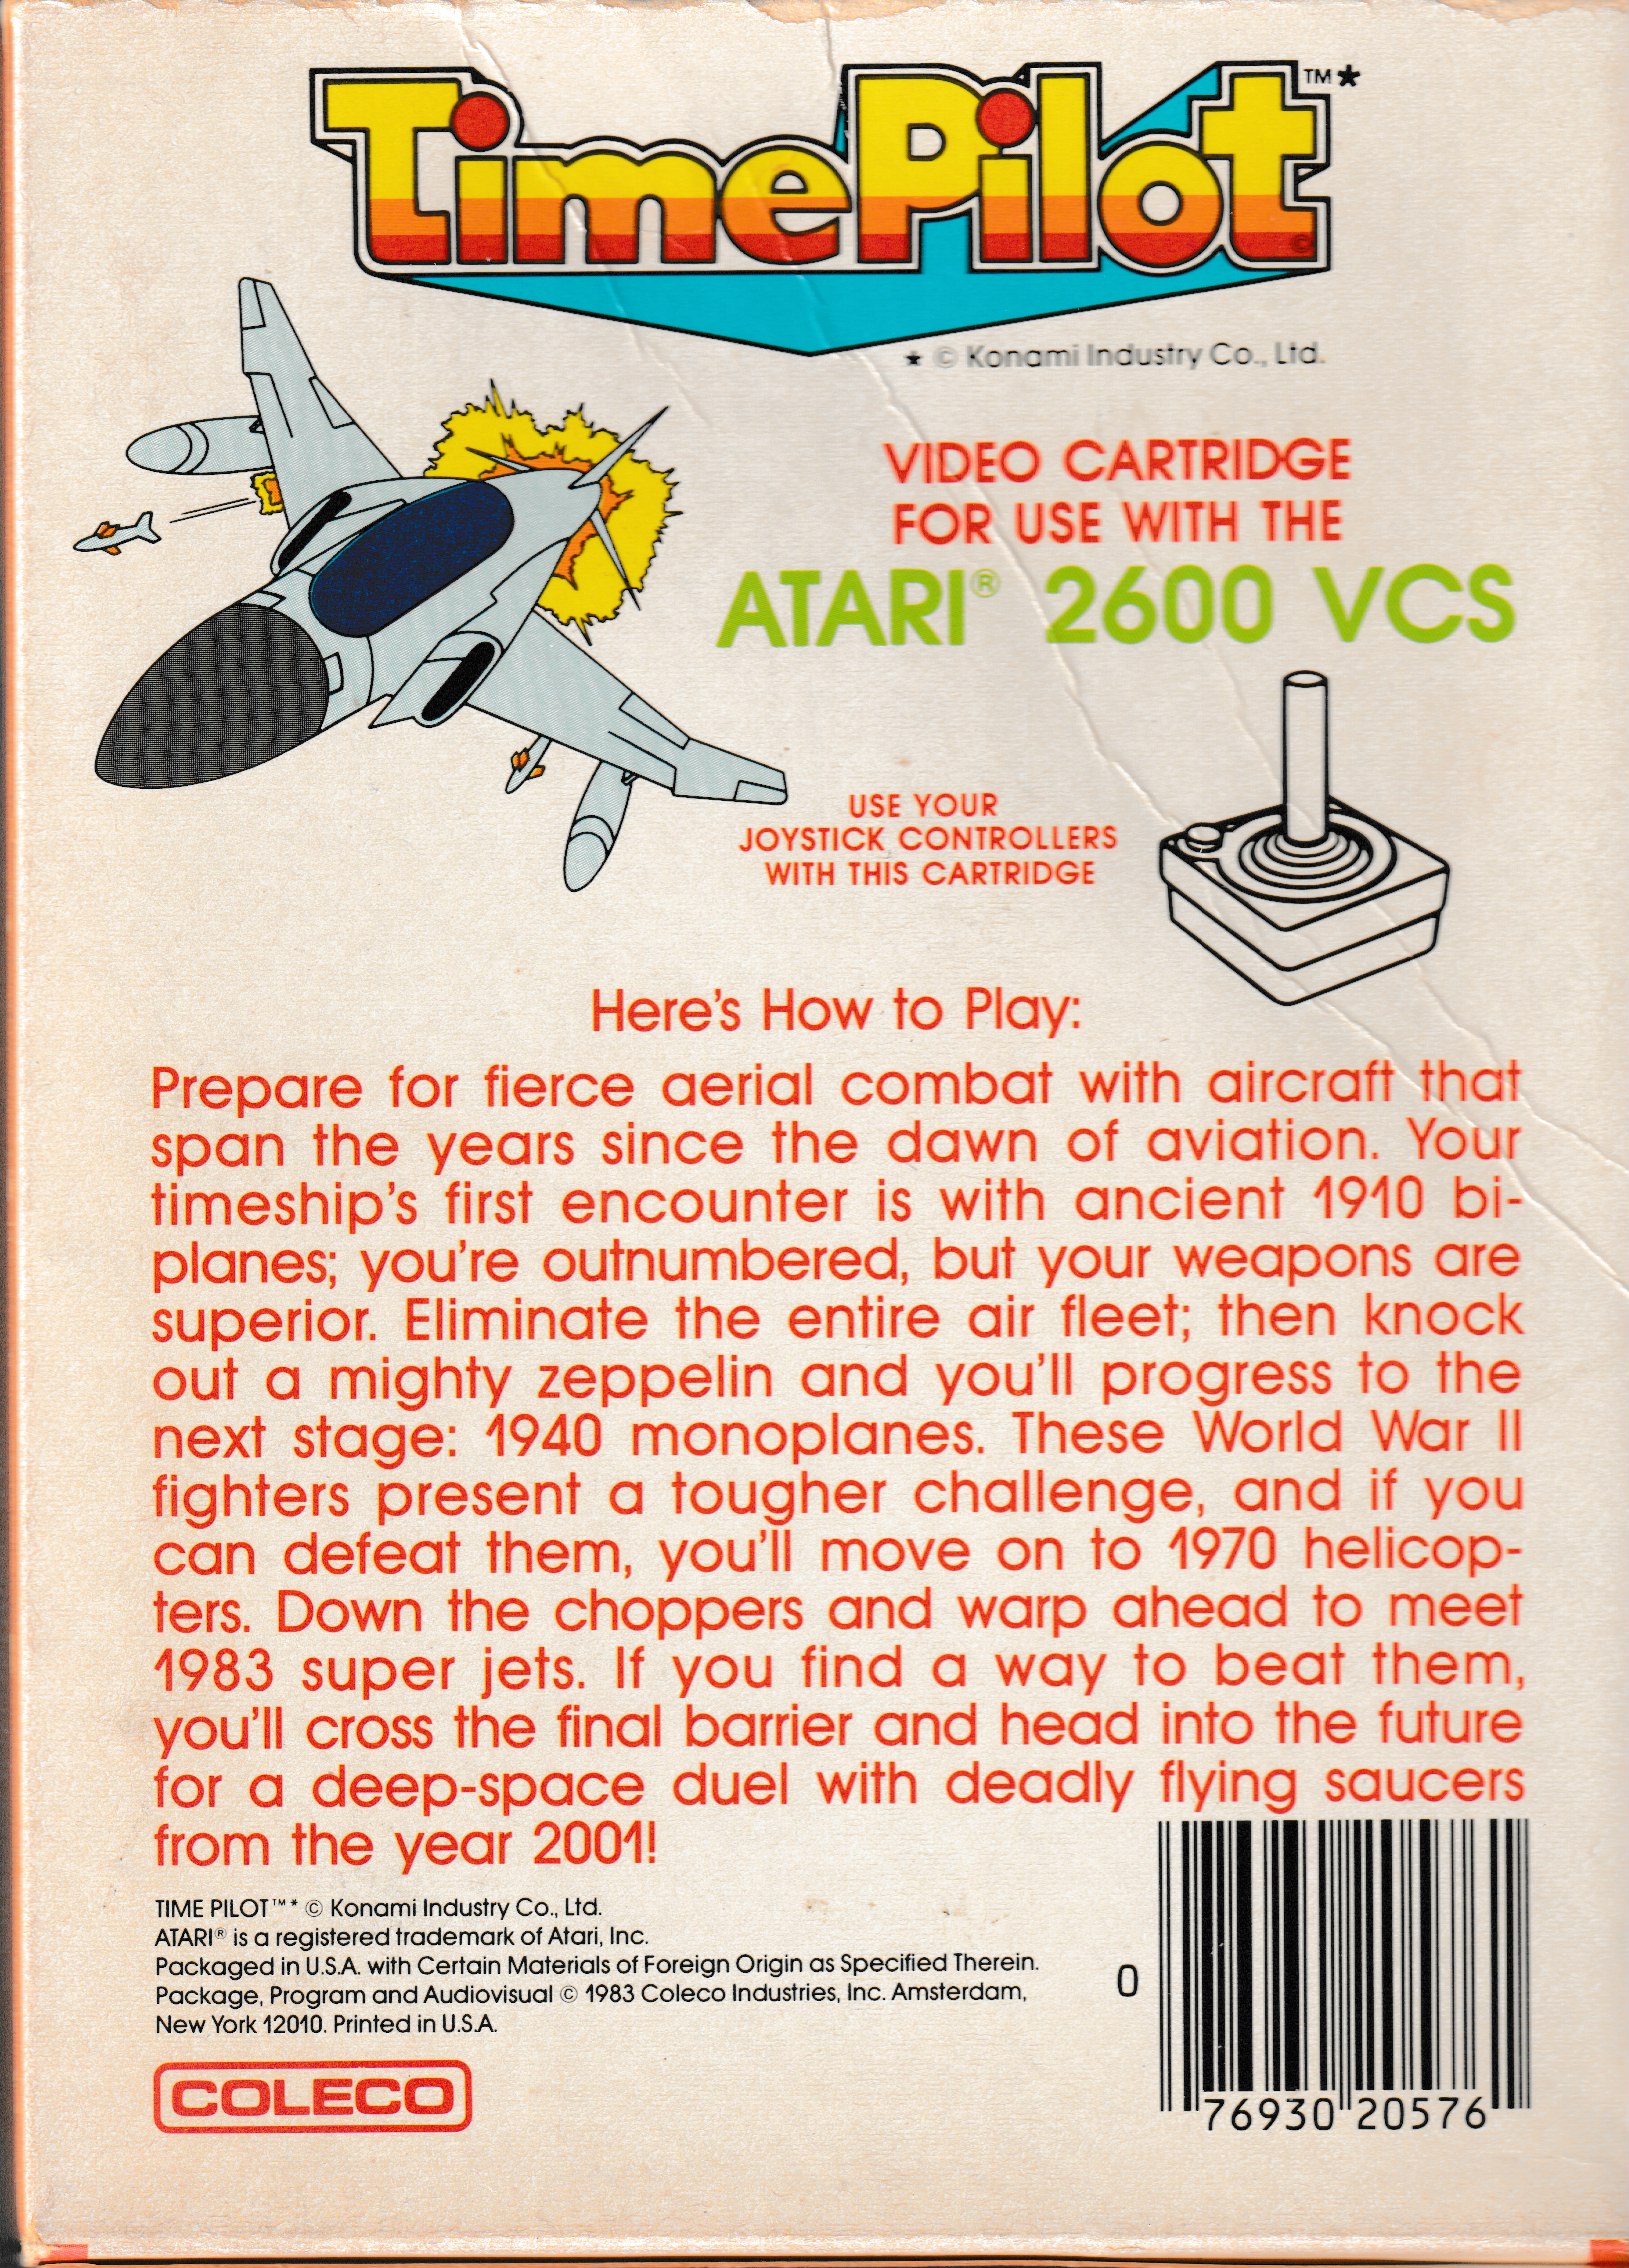 Time Pilot™*
©
* © Konami Industry Co., Ltd.
VIDEO CARTRIDGE
FOR USE WITH THE
ATARI® 2600 VCS
USE YOUR
JOYSTICK CONTROLLERS
WITH THIS CARTRIDGE
Here's How to Play:
Prepare for fierce aerial combat with aircraft that
span the years since the dawn of aviation. Your
timeship's first encounter is with ancient 1910 bi-
planes; you're outnumbered, but your weapons are
superior. Eliminate the entire air fleet; then knock
out a mighty zeppelin and you'll progress to the
next stage: 1940 monoplanes. These World War II
fighters present a tougher challenge, and if you
can defeat them, you'll move on to 1970 helicop-
ters. Down the choppers and warp ahead to meet
1983 super jets. If you find a way to beat them,
you'll cross the final barrier and head into the future
for a deep-space duel with deadly flying saucers
from the year 2001!
TIME PILOT™* © Konami Industry Co., Ltd.
ATARI® is a registered trademark of Atari, Inc.
Packaged in U.S.A. with Certain Materials of Foreign Origin as Specified Therein.
Package, Program and Audiovisual © 1983 Coleco Industries, Inc. Amsterdam,
New York 12010. Printed in U.S.A.
COLECO
0 76930 20576